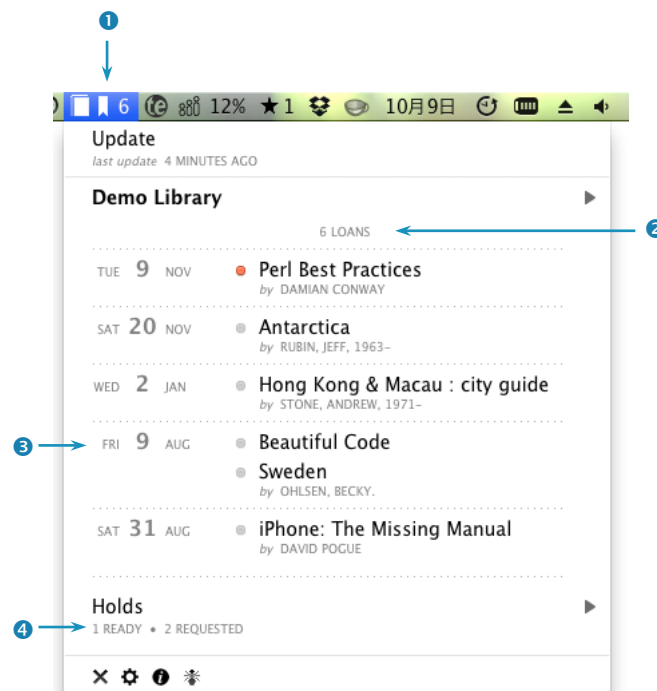 1
6 12% ★1 10月9日
Update
last update 4 MINUTES AGO
Demo Library
6 LOANS
2
TUE 9 NOV Perl Best Practices
by DAMIAN CONWAY
SAT 20 NOV Antarctica
by RUBIN, JEFF, 1963–
WED 2 JAN Hong Kong & Macau : city guide
by STONE, ANDREW, 1971–
3
FRI 9 AUG Beautiful Code
Sweden
by OHLSEN, BECKY.
SAT 31 AUG iPhone: The Missing Manual
by DAVID POGUE
Holds
4
1 READY • 2 REQUESTED